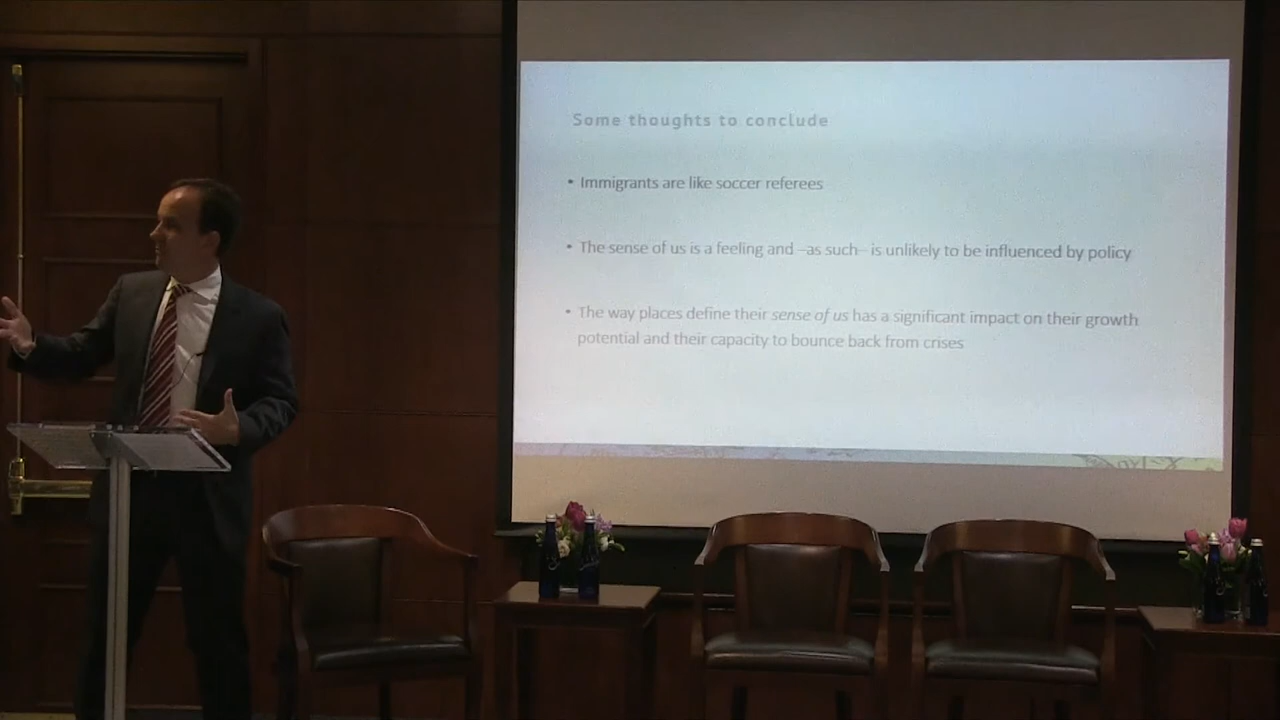 Some thoughts to conclude
• Immigrants are like soccer referees
• The sense of us is a feeling and –as such– is unlikely to be influenced by policy
• The way places define their sense of us has a significant impact on their growth
potential and their capacity to bounce back from crises